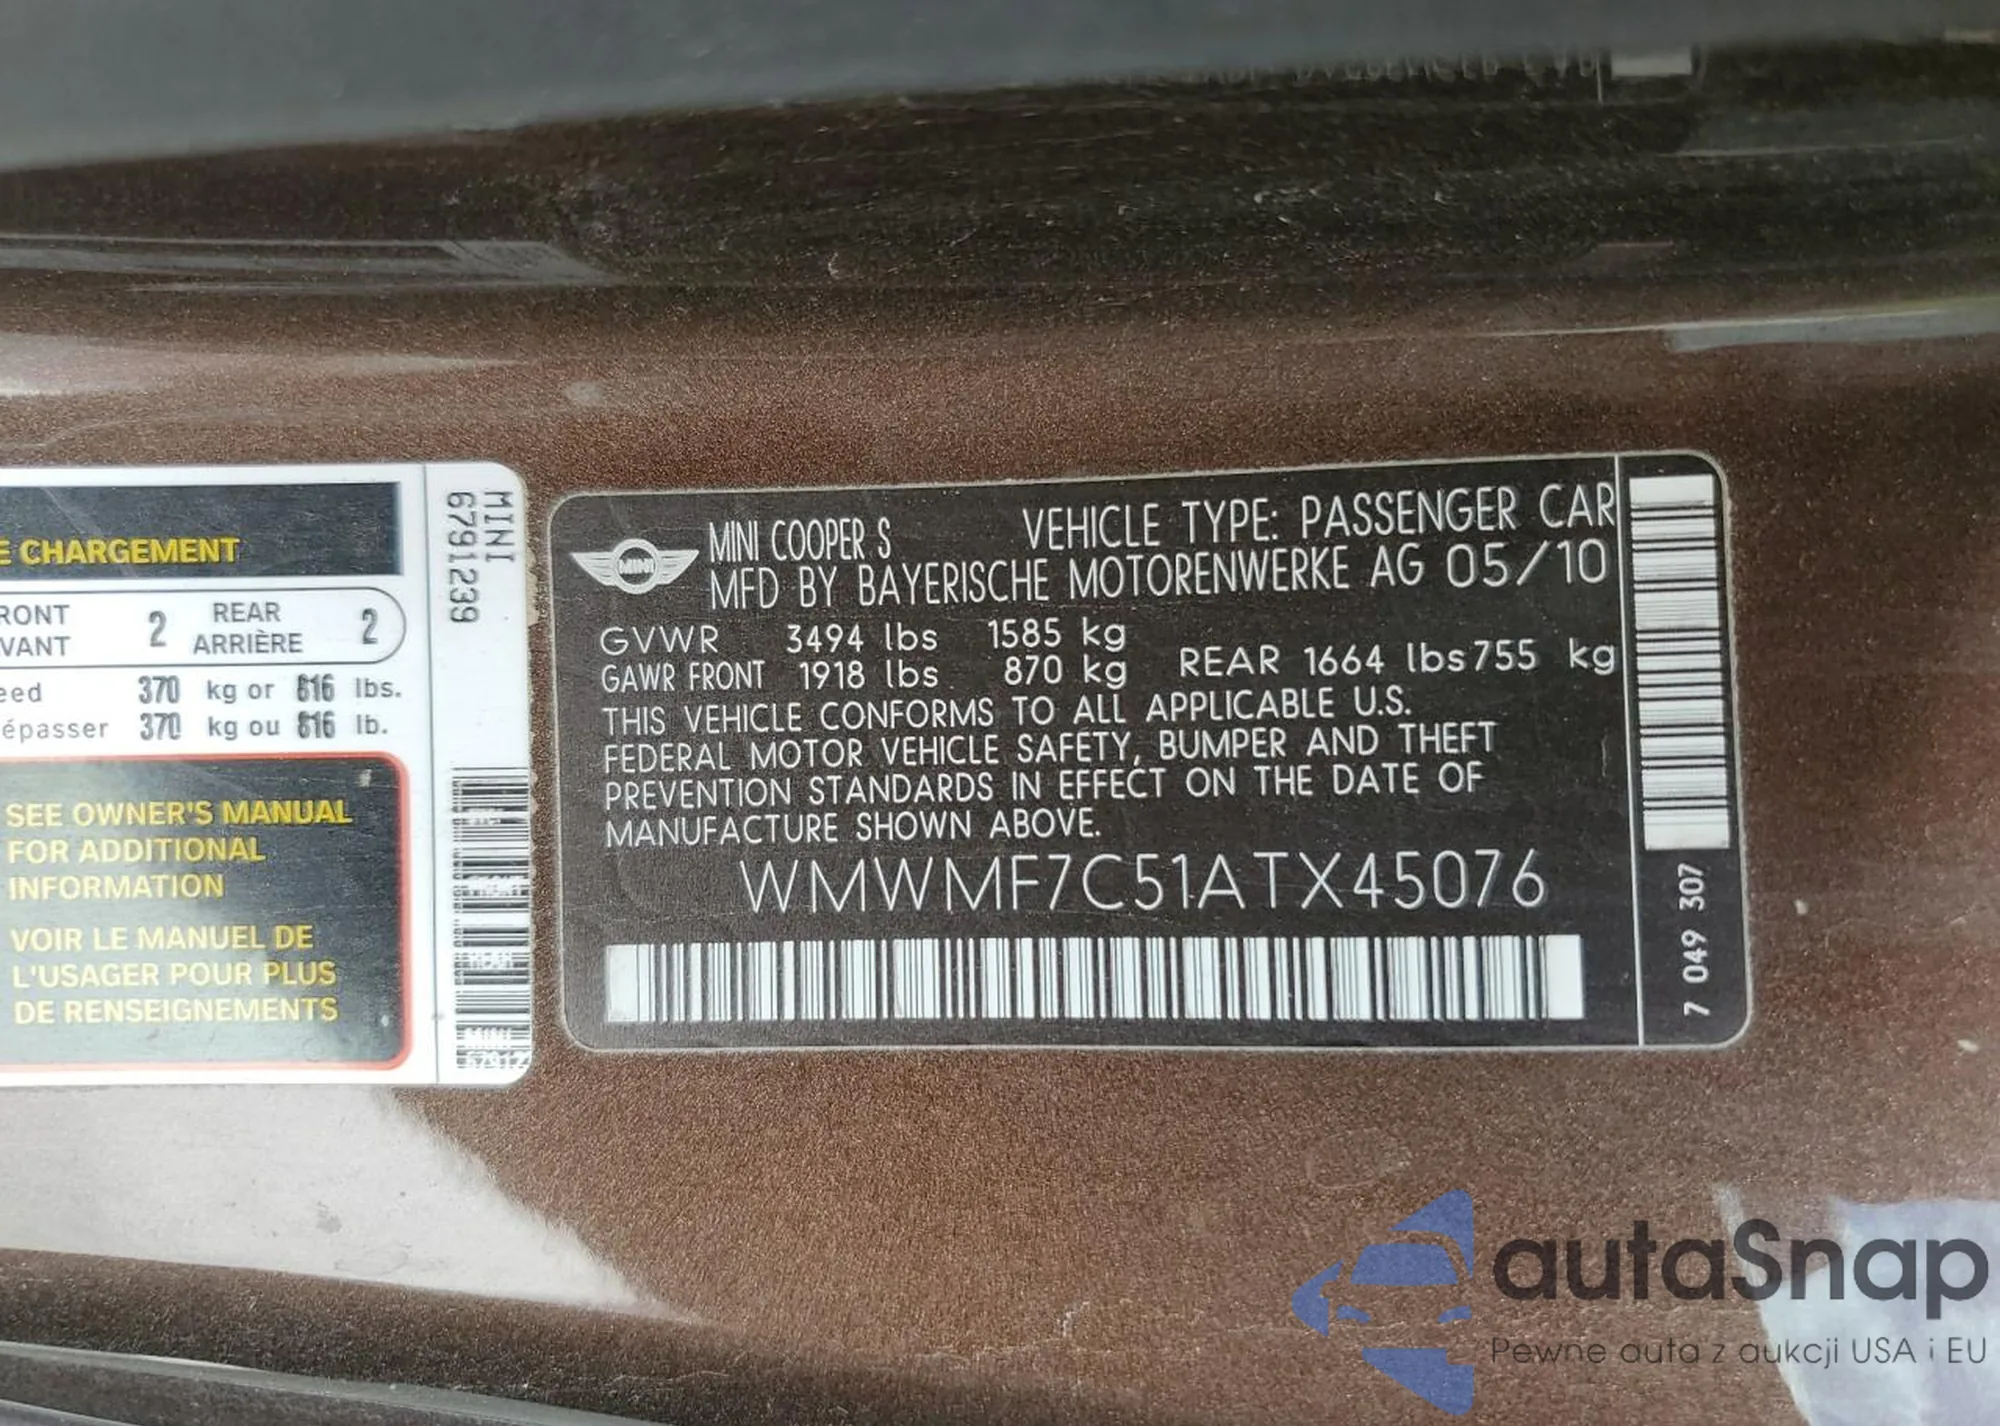 E CHARGEMENT
RONT
VANT
2
REAR
ARRIÈRE
2
eed 370 kg or 816 lbs.
épasser 370 kg ou 816 lb.
SEE OWNER'S MANUAL
FOR ADDITIONAL
INFORMATION
VOIR LE MANUEL DE
L'USAGER POUR PLUS
DE RENSEIGNEMENTS
MINI
6791239
MINI COOPER S VEHICLE TYPE: PASSENGER CAR
MINI
MFD BY BAYERISCHE MOTORENWERKE AG 05/10
GVWR 3494 lbs 1585 kg
GAWR FRONT 1918 lbs 870 kg REAR 1664 lbs 755 kg
THIS VEHICLE CONFORMS TO ALL APPLICABLE U.S.
FEDERAL MOTOR VEHICLE SAFETY, BUMPER AND THEFT
PREVENTION STANDARDS IN EFFECT ON THE DATE OF
MANUFACTURE SHOWN ABOVE.
WMWMF7C51ATX45076
7 049 307
autaSnap
Pewne auta z aukcji USA i EU